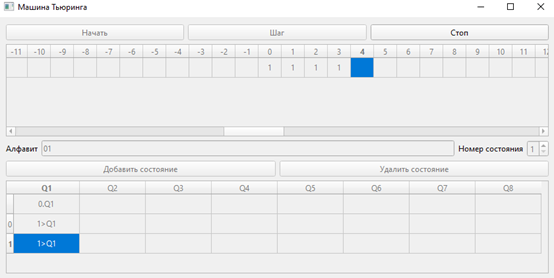 Машина Тьюринга
Начать Шаг Стоп
-11 -10 -9 -8 -7 -6 -5 -4 -3 -2 -1 0 1 2 3 4 5 6 7 8 9 10 11 12
1 1 1 1
Алфавит 01 Номер состояния 1
Добавить состояние Удалить состояние
Q1 Q2 Q3 Q4 Q5 Q6 Q7 Q8
0.Q1
0 1>Q1
1 1>Q1